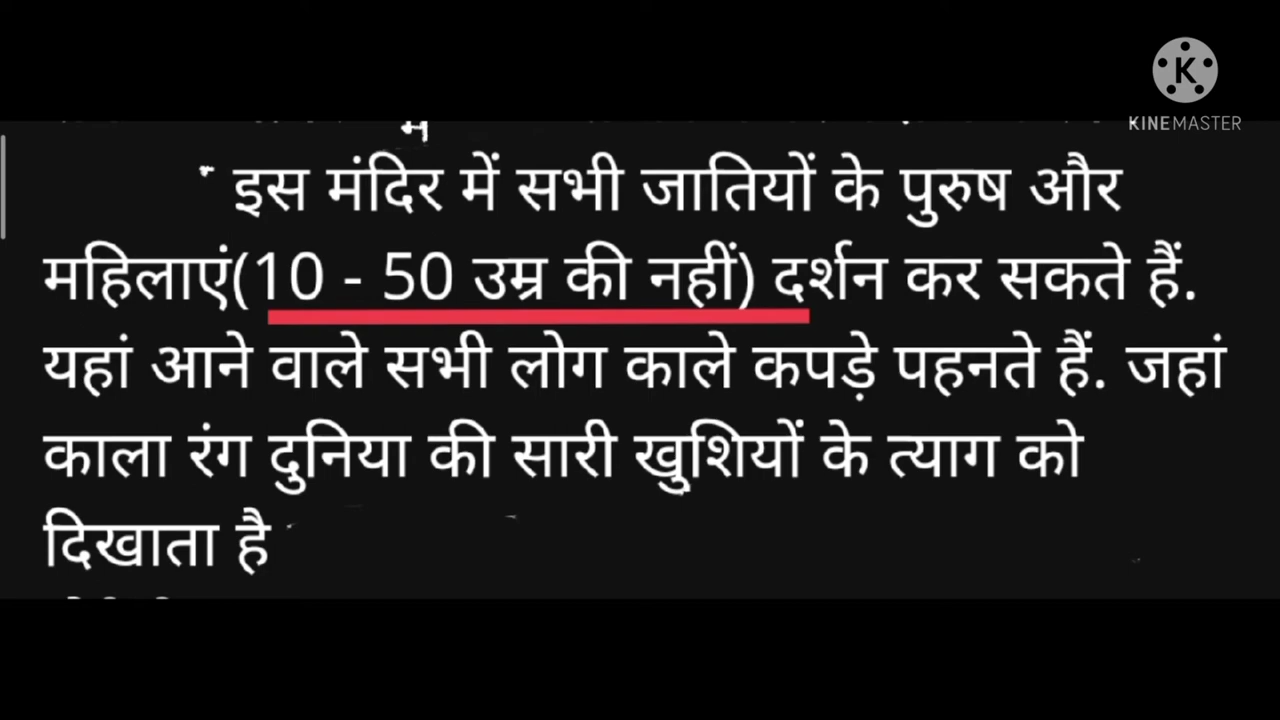 KINEMASTER
इस मंदिर में सभी जातियों के पुरुष और
महिलाएं(10 - 50 उम्र की नहीं) दर्शन कर सकते हैं.
यहां आने वाले सभी लोग काले कपड़े पहनते हैं. जहां
काला रंग दुनिया की सारी खुशियों के त्याग को
दिखाता है